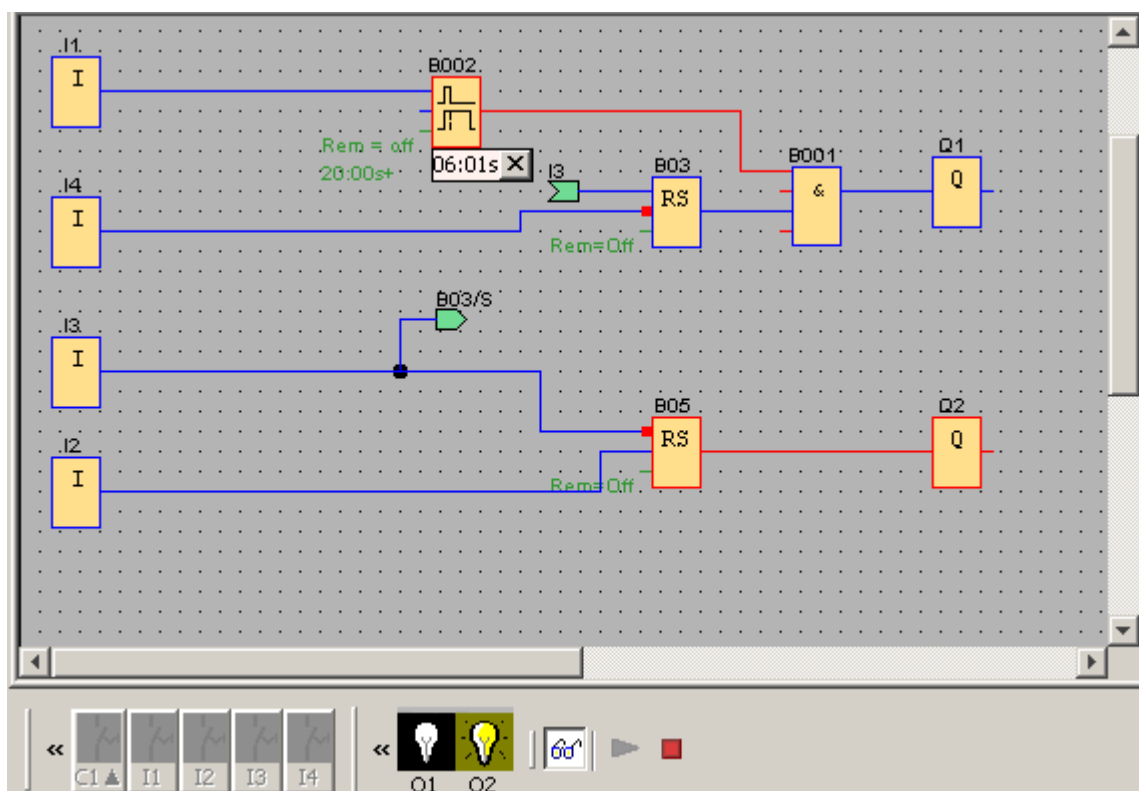 I1
I
B002
Rem = off
20:00s+
06:01s
I3
B03
RS
Rem=Off
B001
&
Q1
Q
I4
I
B03/S
I3
I
B05
RS
Rem=Off
Q2
Q
I2
I
« C1 I1 I2 I3 I4 « Q1 Q2